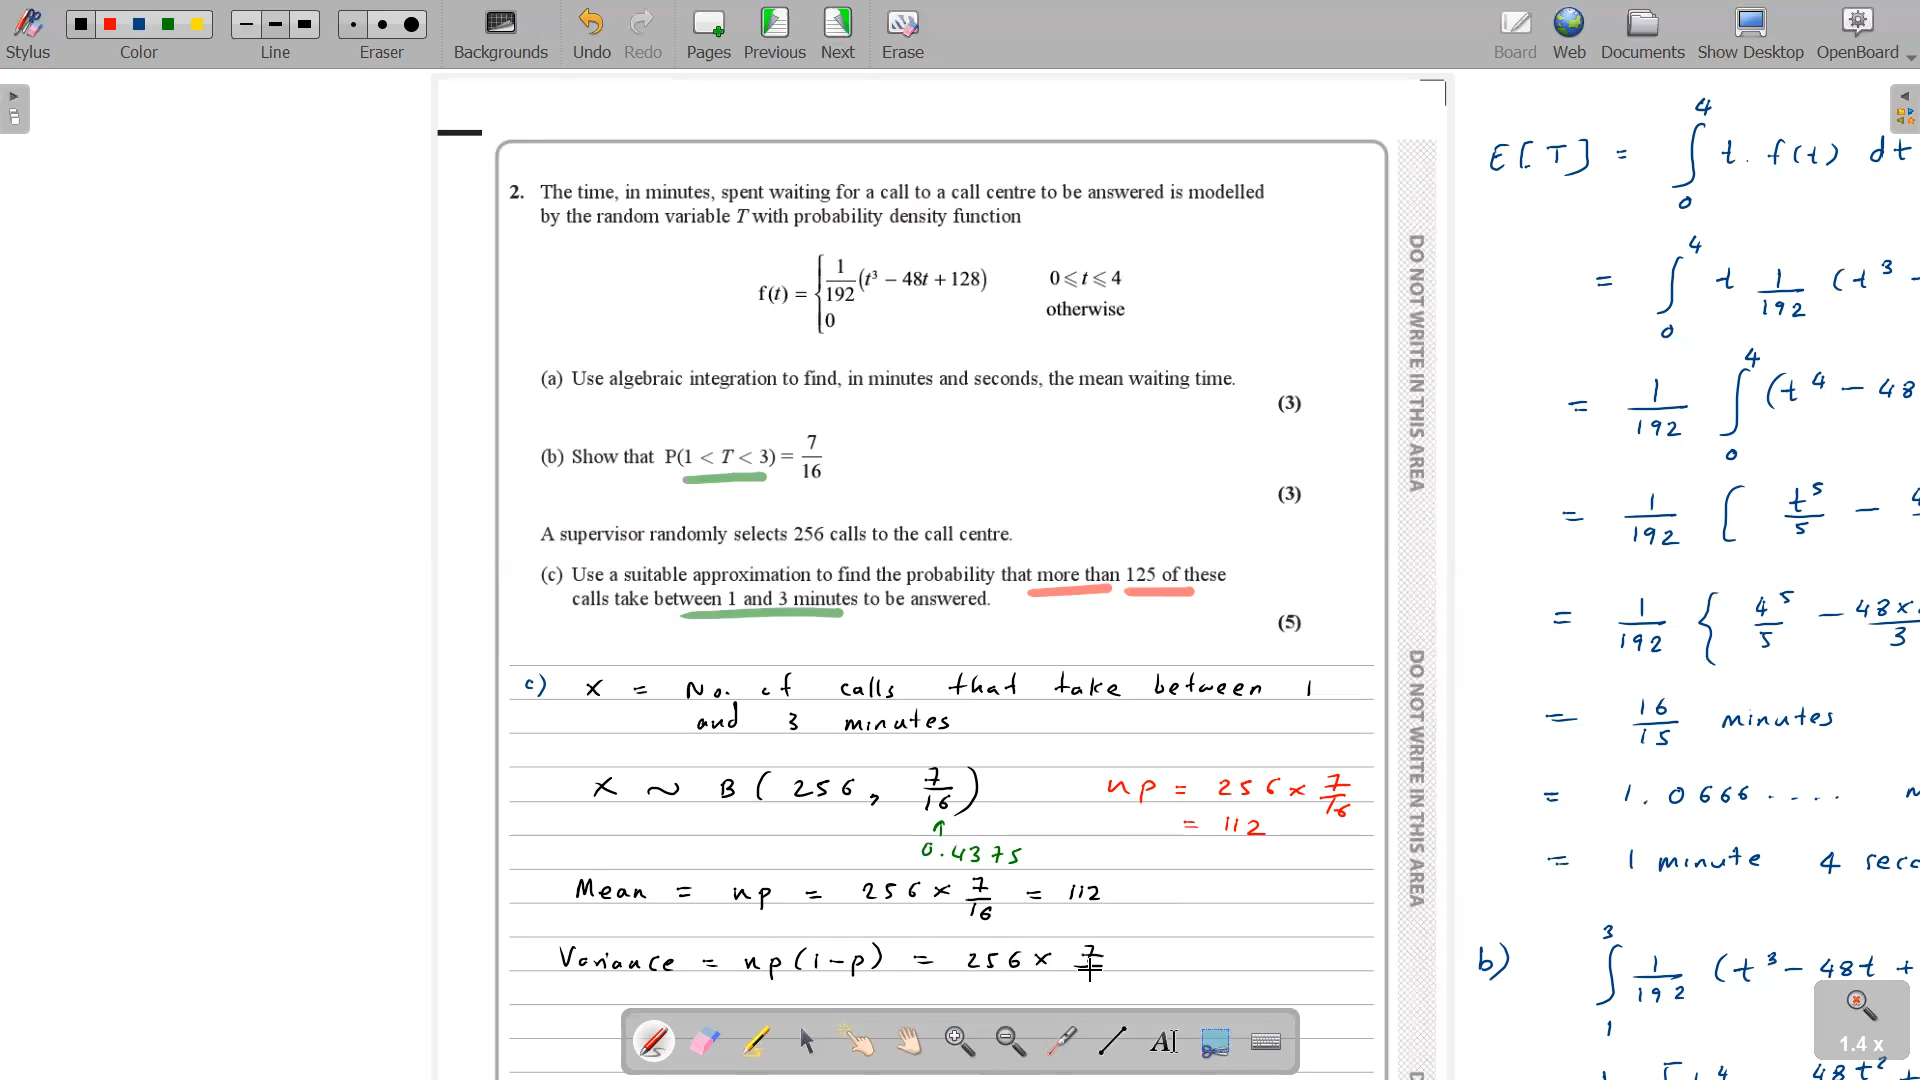 Stylus Color Line Eraser Backgrounds Undo Redo Pages Previous Next Erase Board Web Documents Show Desktop OpenBoard
2. The time, in minutes, spent waiting for a call to a call centre to be answered is modelled
by the random variable T with probability density function
f(t) = { 1/192 (t³ − 48t + 128) 0 ⩽ t ⩽ 4
0 otherwise
(a) Use algebraic integration to find, in minutes and seconds, the mean waiting time.
(3)
(b) Show that P(1 < T < 3) = 7/16
(3)
A supervisor randomly selects 256 calls to the call centre.
(c) Use a suitable approximation to find the probability that more than 125 of these
calls take between 1 and 3 minutes to be answered.
(5)
c) X = No. of calls that take between 1
and 3 minutes
X ~ B ( 256, 7/16 )
↑
0.4375
np = 256 × 7/16
= 112
Mean = np = 256 × 7/16 = 112
Variance = np(1-p) = 256 × 7
DO NOT WRITE IN THIS AREA
DO NOT WRITE IN THIS AREA
E[T] = ∫₀⁴ t. f(t) dt
= ∫₀⁴ t 1/192 (t³ -
= 1/192 ∫₀⁴ (t⁴ - 48
= 1/192 [ t⁵/5 -
= 1/192 { 4⁵/5 - 48×/3
= 16/15 minutes
= 1.0666....
= 1 minute 4
b) ∫₁³ 1/192 (t³ - 48t +
48t²
1.4 x